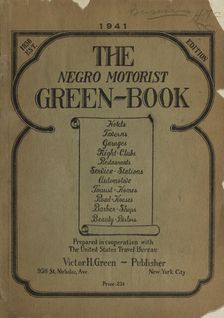 1941
1938
EST.
EDITION
THE
NEGRO MOTORIST
GREEN-BOOK
Hotels
Taverns
Garages
Night-Clubs
Restaurants
Service-Stations
Automotive
Tourist-Homes
Road-Houses
Barber-Shops
Beauty-Parlors
Prepared in cooperation with
The United States Travel Bureau
Victor H. Green - Publisher
938 St. Nicholas Ave. New York City
Price 25¢